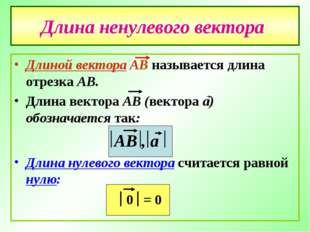 Длина ненулевого вектора
• Длиной вектора AB называется длина
отрезка AB.
• Длина вектора AB (вектора a)
обозначается так:
|AB|, |a|
• Длина нулевого вектора считается равной
нулю:
|0| = 0